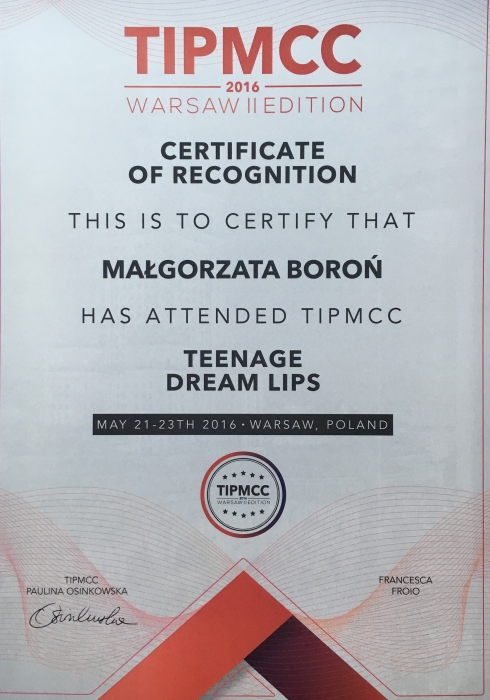 TIPMCC
2016
WARSAW II EDITION
CERTIFICATE
OF RECOGNITION
THIS IS TO CERTIFY THAT
MAŁGORZATA BOROŃ
HAS ATTENDED TIPMCC
TEENAGE
DREAM LIPS
MAY 21-23TH 2016 • WARSAW, POLAND
TIPMCC
2016
WARSAW II EDITION
TIPMCC
PAULINA OSINKOWSKA
FRANCESCA
FROIO